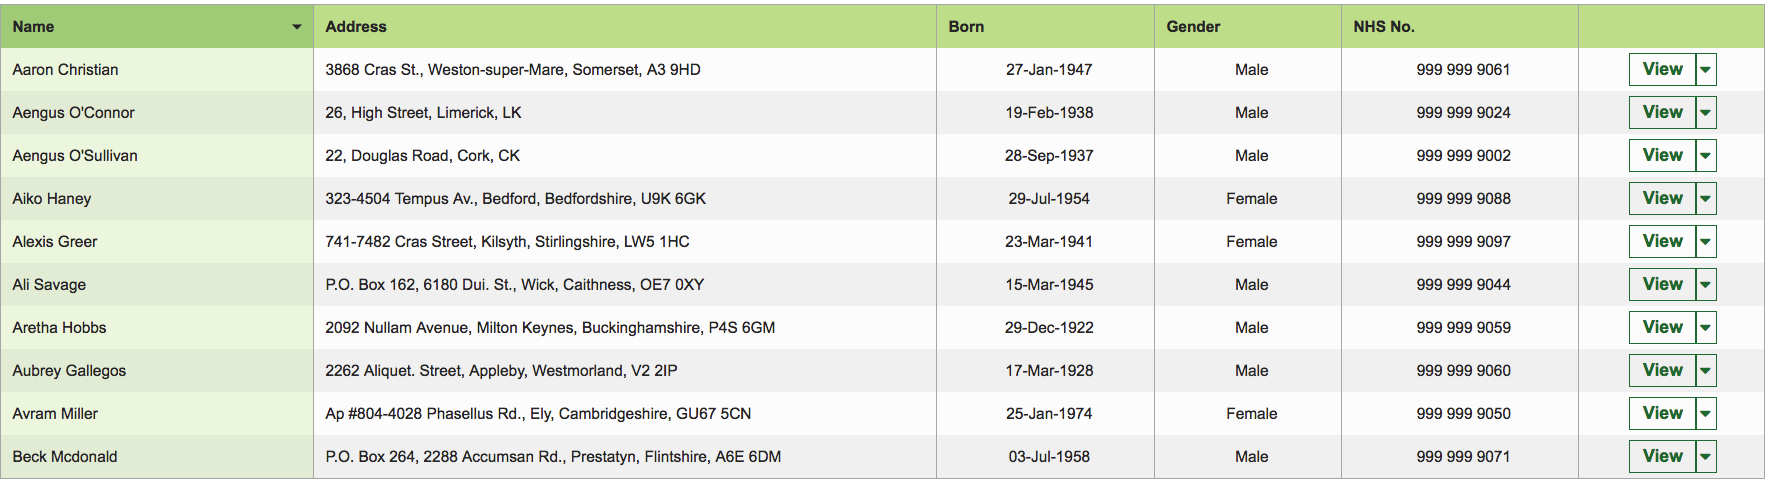 Name Address Born Gender NHS No.
Aaron Christian 3868 Cras St., Weston-super-Mare, Somerset, A3 9HD 27-Jan-1947 Male 999 999 9061 View
Aengus O'Connor 26, High Street, Limerick, LK 19-Feb-1938 Male 999 999 9024 View
Aengus O'Sullivan 22, Douglas Road, Cork, CK 28-Sep-1937 Male 999 999 9002 View
Aiko Haney 323-4504 Tempus Av., Bedford, Bedfordshire, U9K 6GK 29-Jul-1954 Female 999 999 9088 View
Alexis Greer 741-7482 Cras Street, Kilsyth, Stirlingshire, LW5 1HC 23-Mar-1941 Female 999 999 9097 View
Ali Savage P.O. Box 162, 6180 Dui. St., Wick, Caithness, OE7 0XY 15-Mar-1945 Male 999 999 9044 View
Aretha Hobbs 2092 Nullam Avenue, Milton Keynes, Buckinghamshire, P4S 6GM 29-Dec-1922 Male 999 999 9059 View
Aubrey Gallegos 2262 Aliquet. Street, Appleby, Westmorland, V2 2IP 17-Mar-1928 Male 999 999 9060 View
Avram Miller Ap #804-4028 Phasellus Rd., Ely, Cambridgeshire, GU67 5CN 25-Jan-1974 Female 999 999 9050 View
Beck Mcdonald P.O. Box 264, 2288 Accumsan Rd., Prestatyn, Flintshire, A6E 6DM 03-Jul-1958 Male 999 999 9071 View